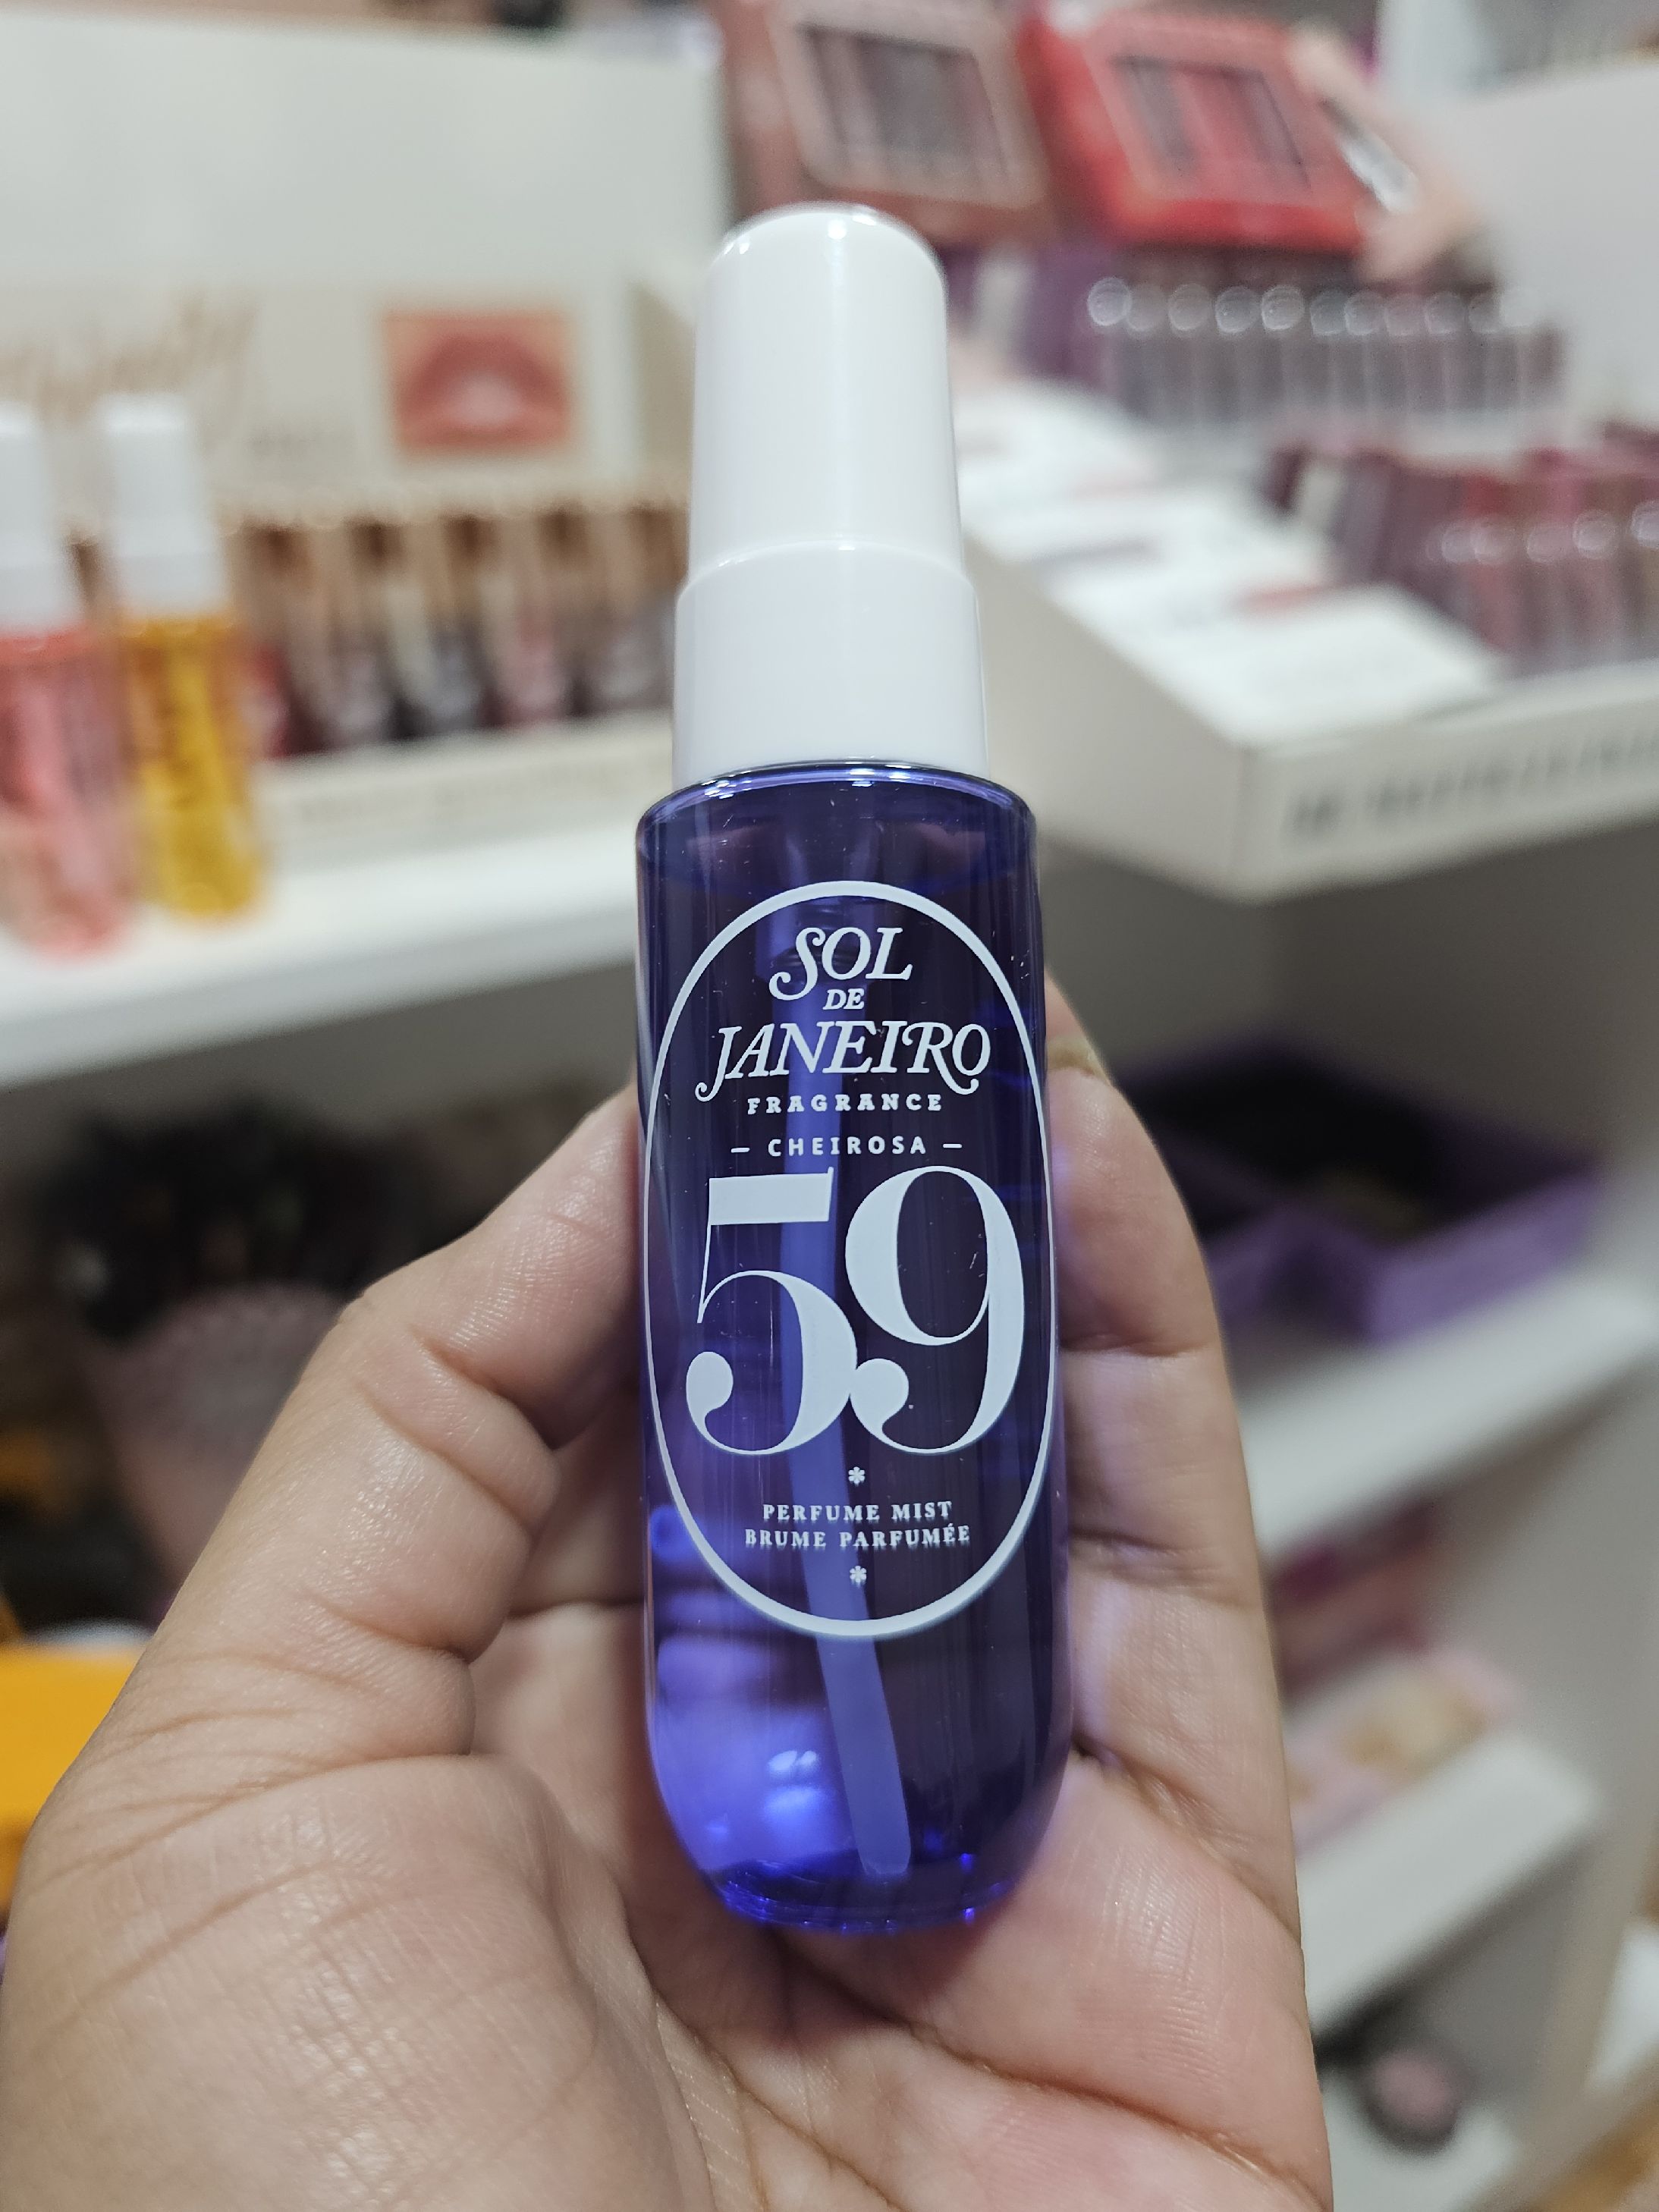 SOL
DE
JANEIRO
FRAGRANCE
— CHEIROSA —
59
*
PERFUME MIST
BRUME PARFUMÉE
*